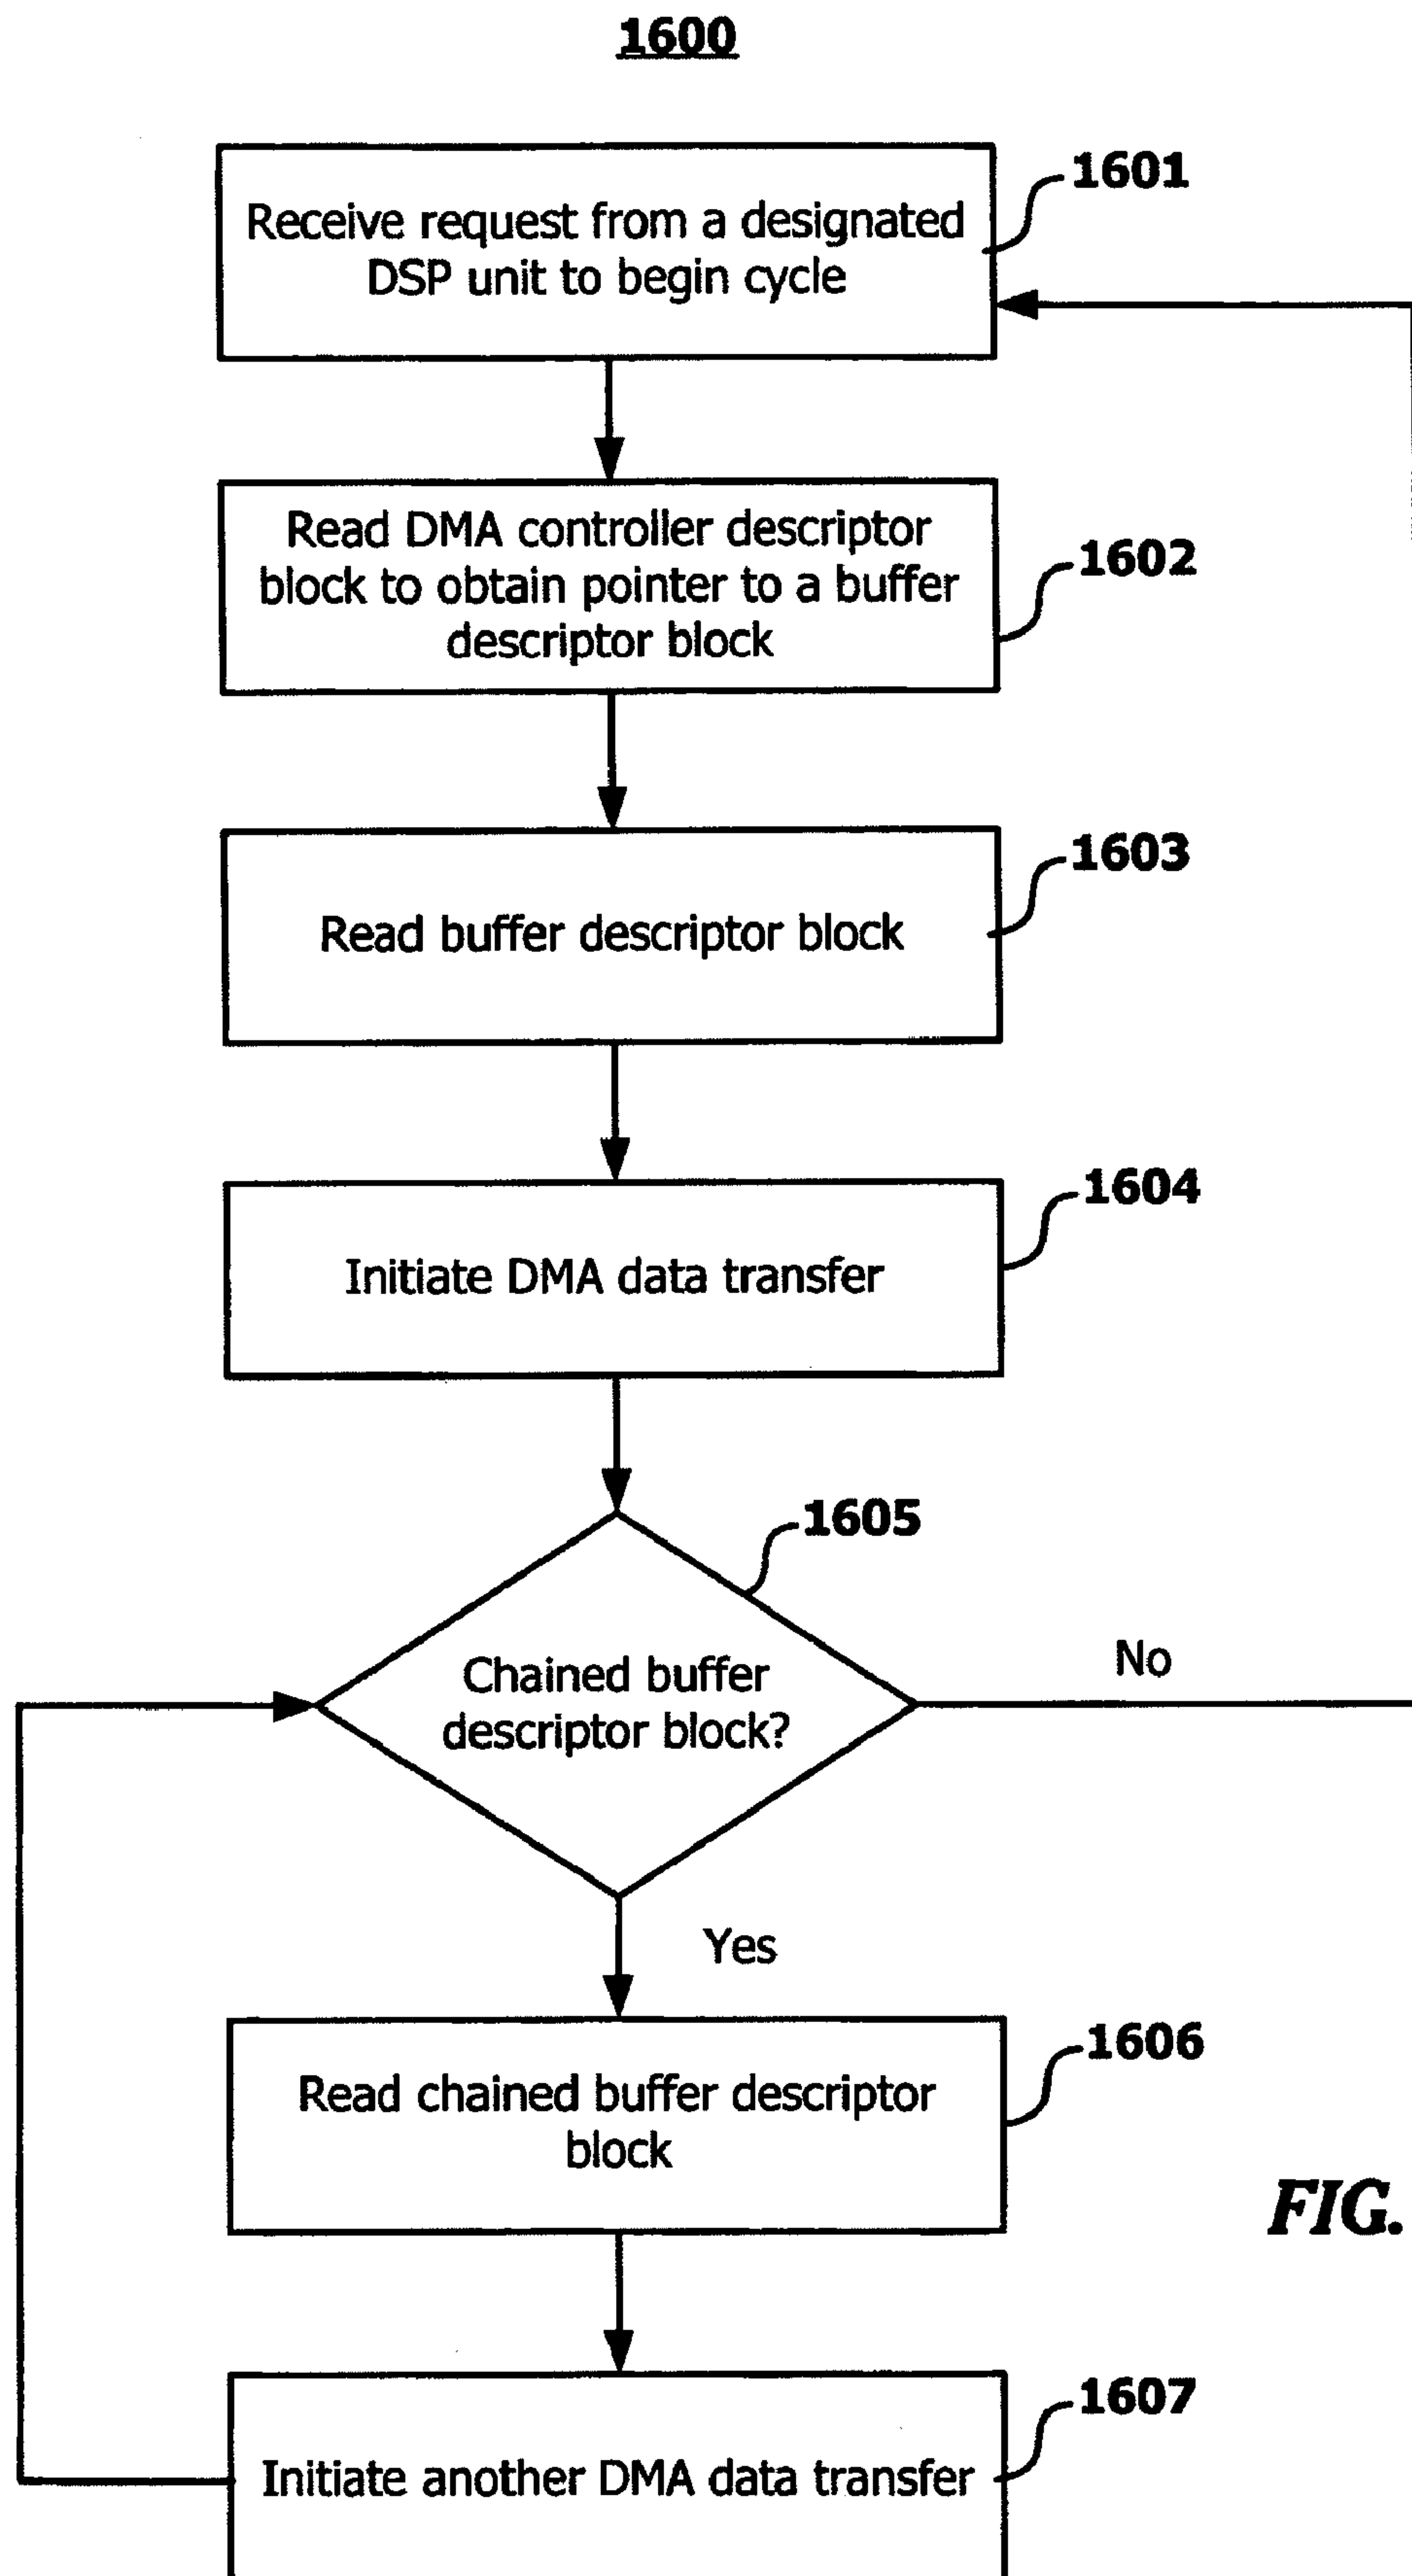 1600
1601
Receive request from a designated
DSP unit to begin cycle
Read DMA controller descriptor
block to obtain pointer to a buffer
descriptor block
1602
1603
Read buffer descriptor block
1604
Initiate DMA data transfer
1605
Chained buffer
descriptor block?
No
Yes
1606
Read chained buffer descriptor
block
FIG.
1607
Initiate another DMA data transfer